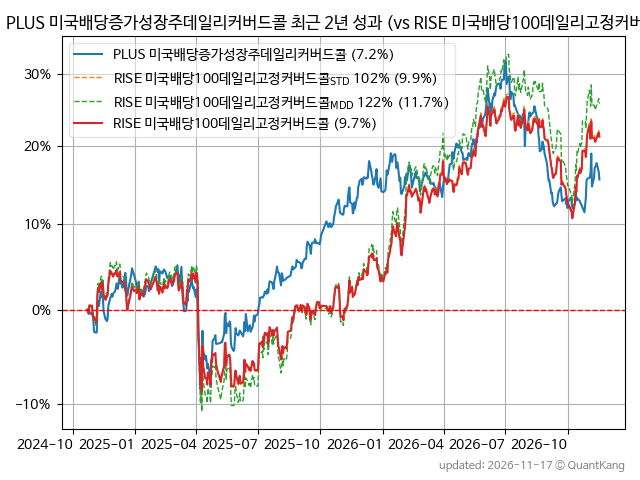 PLUS 미국배당증가성장주데일리커버드콜 최근 2년 성과 (vs RISE 미국배당100데일리고정커버
PLUS 미국배당증가성장주데일리커버드콜 (7.2%)
RISE 미국배당100데일리고정커버드콜STD 102% (9.9%)
RISE 미국배당100데일리고정커버드콜MDD 122% (11.7%)
RISE 미국배당100데일리고정커버드콜 (9.7%)
30%
20%
10%
0%
−10%
2024-10 2025-01 2025-04 2025-07 2025-10 2026-01 2026-04 2026-07 2026-10
updated: 2026-11-17 © QuantKang